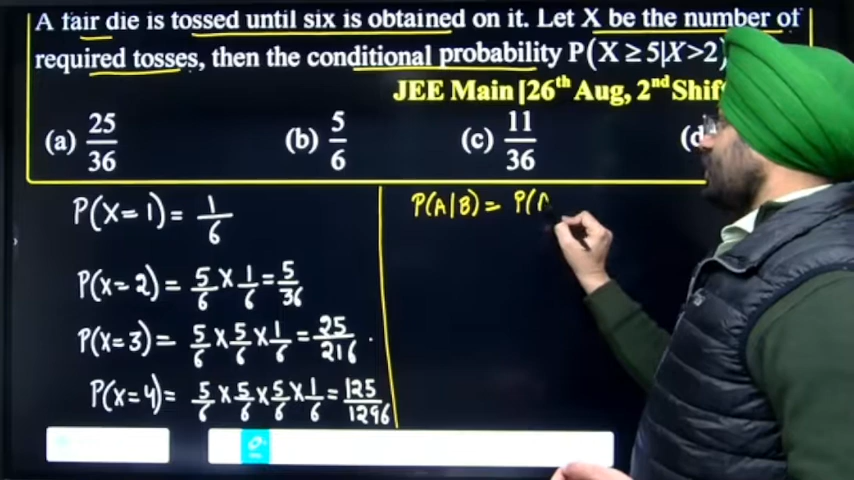 A fair die is tossed until six is obtained on it. Let X be the number of
required tosses, then the conditional probability P(X ≥ 5|X>2)
JEE Main [26th Aug, 2nd Shif
(a) 25/36 (b) 5/6 (c) 11/36 (d
P(X=1) = 1/6
P(x=2) = 5/6 × 1/6 = 5/36
P(x=3) = 5/6 × 5/6 × 1/6 = 25/216 .
P(x=4) = 5/6 × 5/6 × 5/6 × 1/6 = 125/1296
P(A|B) = P(A